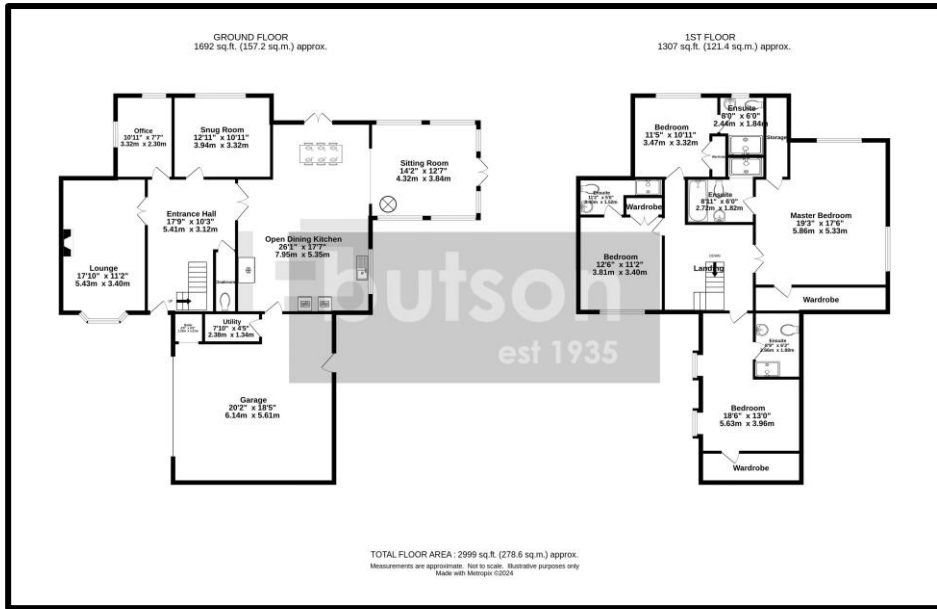 GROUND FLOOR
1692 sq.ft. (157.2 sq.m.) approx.
Office
10'11" x 7'7"
3.32m x 2.30m
Snug Room
12'11" x 10'11"
3.94m x 3.32m
Sitting Room
14'2" x 12'7"
4.32m x 3.84m
Entrance Hall
17'9" x 10'3"
5.41m x 3.12m
Open Dining Kitchen
26'1" x 17'7"
7.95m x 5.35m
Lounge
17'10" x 11'2"
5.43m x 3.40m
UP
Utility
7'10" x 4'5"
2.38m x 1.34m
Garage
20'2" x 18'5"
6.14m x 5.61m
1ST FLOOR
1307 sq.ft. (121.4 sq.m.) approx.
Bedroom
11'5" x 10'11"
3.47m x 3.32m
Ensuite
8'0" x 6'0"
2.44m x 1.84m
Storage
Ensuite
Wardrobe
Ensuite
8'11" x 6'0"
2.72m x 1.82m
Master Bedroom
19'3" x 17'6"
5.86m x 5.33m
Bedroom
12'6" x 11'2"
3.81m x 3.40m
Landing
DOWN
Wardrobe
Ensuite
Bedroom
18'6" x 13'0"
5.63m x 3.96m
Wardrobe
butson
est 1935
TOTAL FLOOR AREA : 2999 sq.ft. (278.6 sq.m.) approx.
Measurements are approximate. Not to scale. Illustrative purposes only
Made with Metropix ©2024